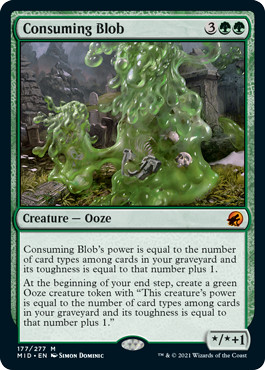 Consuming Blob 3
Creature — Ooze
Consuming Blob's power is equal to the number
of card types among cards in your graveyard and
its toughness is equal to that number plus 1.
At the beginning of your end step, create a green
Ooze creature token with “This creature's power
is equal to the number of card types among cards
in your graveyard and its toughness is equal to
that number plus 1.”
*/*+1
177/277 M
MID • EN SIMON DOMINIC
™ & © 2021 Wizards of the Coast